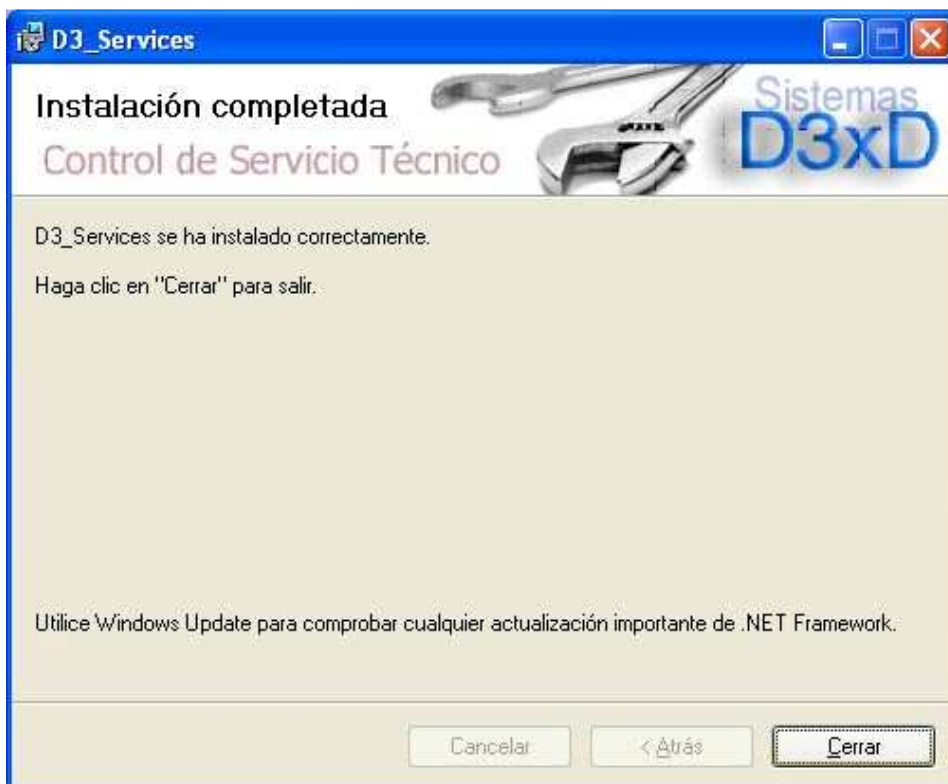 D3_Services
Instalación completada
Control de Servicio Técnico
Sistemas
D3xD
D3_Services se ha instalado correctamente.
Haga clic en "Cerrar" para salir.
Utilice Windows Update para comprobar cualquier actualización importante de .NET Framework.
Cancelar
< Atrás
Cerrar